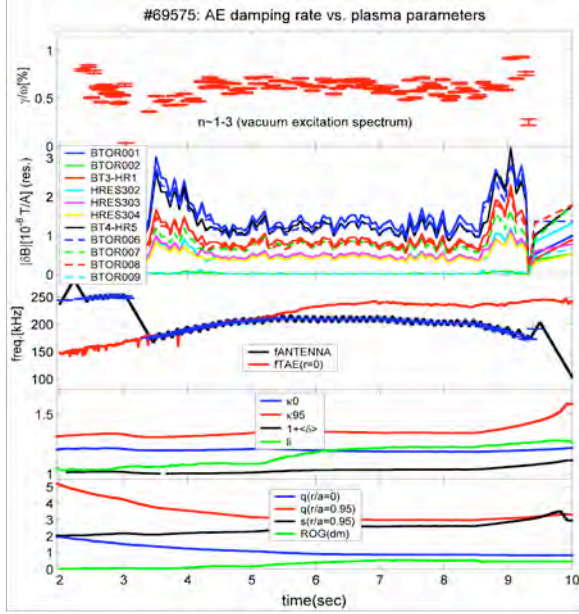 #69575: AE damping rate vs. plasma parameters
γ/ω[%]
1
0.5
0
n~1-3 (vacuum excitation spectrum)
|δB|[10⁻⁸ T/A] (res.)
BTOR001
BTOR002
BT3-HR1
HRES302
HRES303
HRES304
BT4-HR5
BTOR006
BTOR007
BTOR008
BTOR009
3
2
1
0
freq.[kHz]
250
200
150
100
fANTENNA
fTAE(r=0)
1.5
1
κ0
κ95
1+<δ>
li
5
4
3
2
1
0
q(r/a=0)
q(r/a=0.95)
s(r/a=0.95)
ROG(dm)
2 3 4 5 6 7 8 9 10
time(sec)